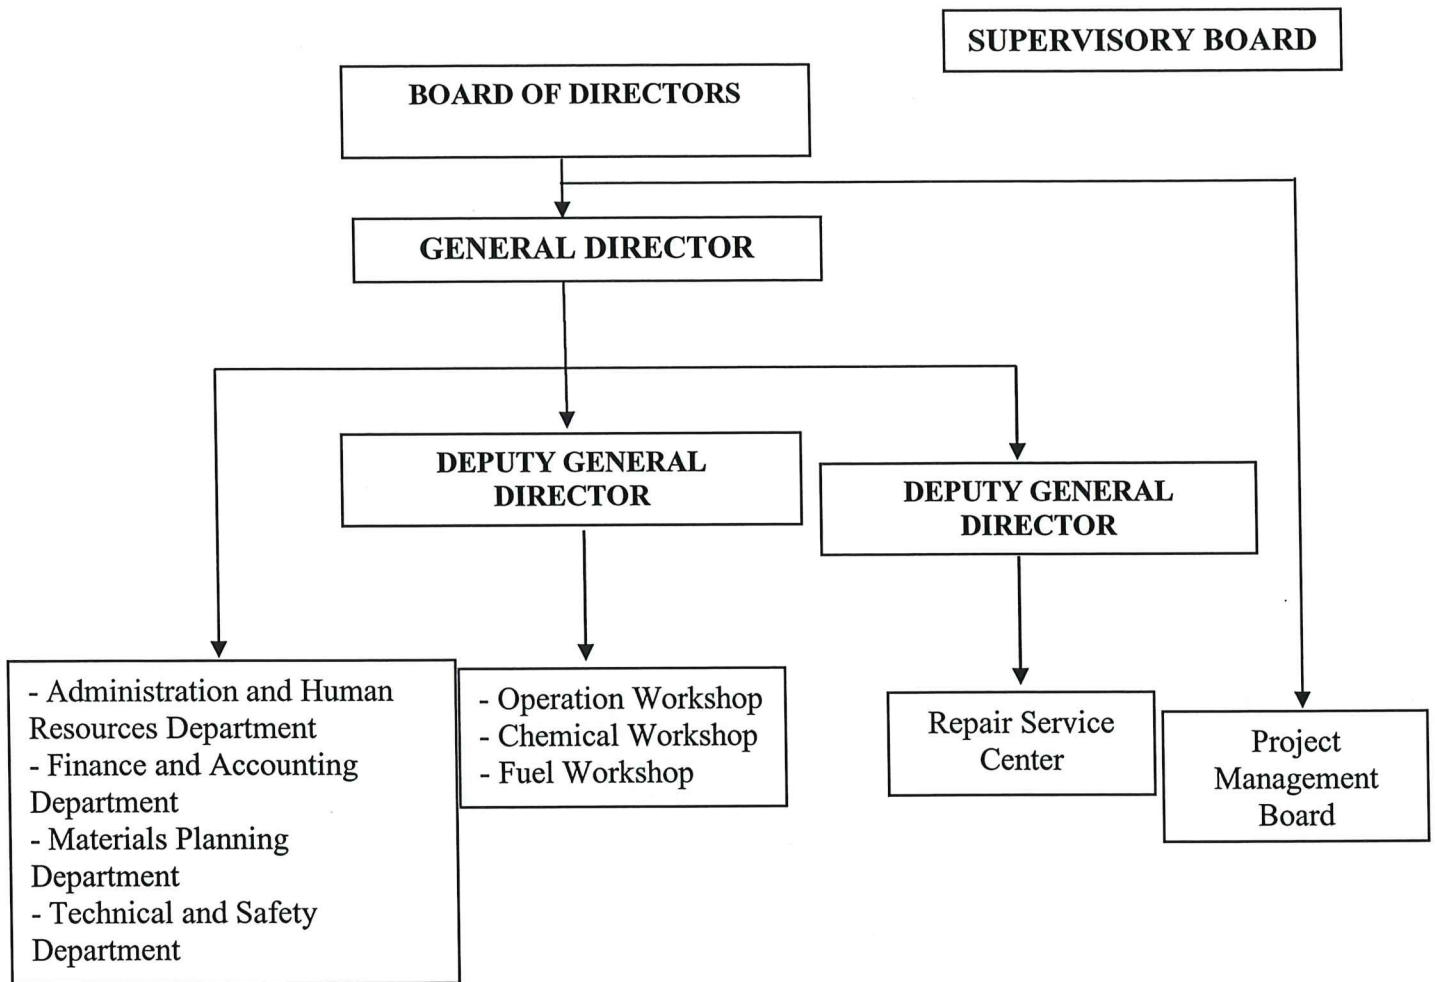 SUPERVISORY BOARD
BOARD OF DIRECTORS
GENERAL DIRECTOR
DEPUTY GENERAL
DIRECTOR
DEPUTY GENERAL
DIRECTOR
- Administration and Human
Resources Department
- Finance and Accounting
Department
- Materials Planning
Department
- Technical and Safety
Department
- Operation Workshop
- Chemical Workshop
- Fuel Workshop
Repair Service
Center
Project
Management
Board